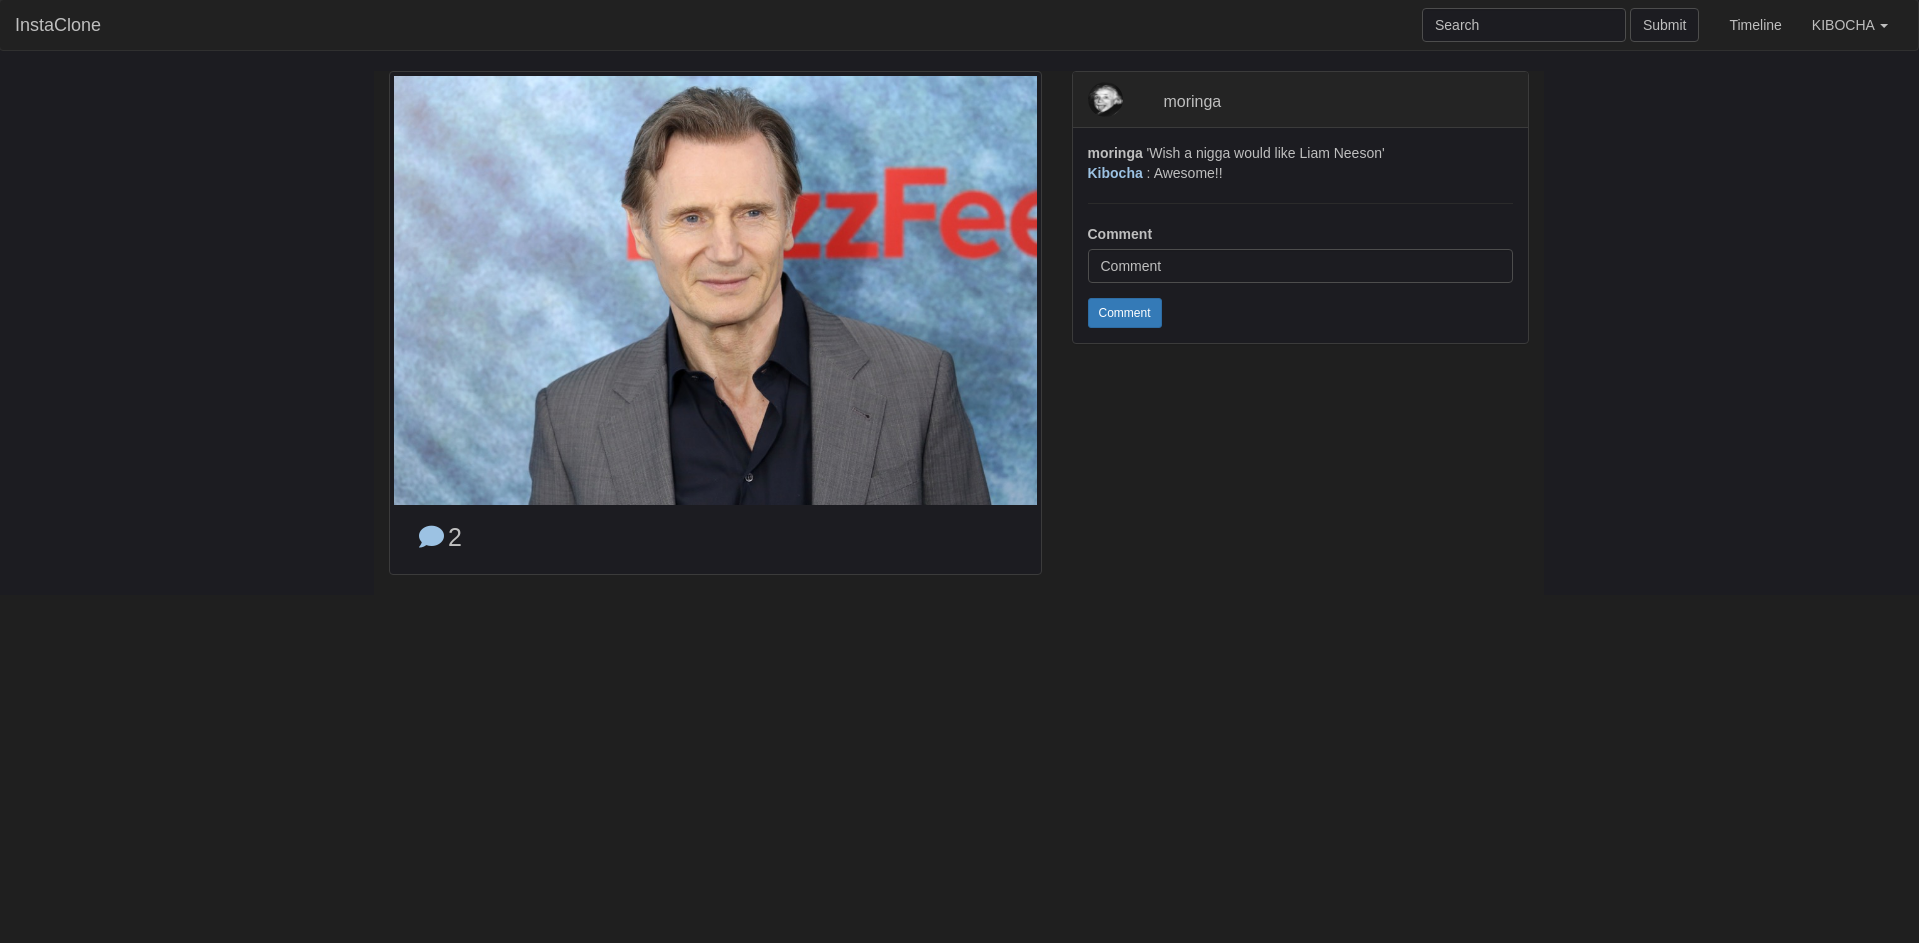 InstaClone
Search
Submit
Timeline
KIBOCHA
zzFee
2
moringa
moringa 'Wish a nigga would like Liam Neeson'
Kibocha : Awesome!!
Comment
Comment
Comment